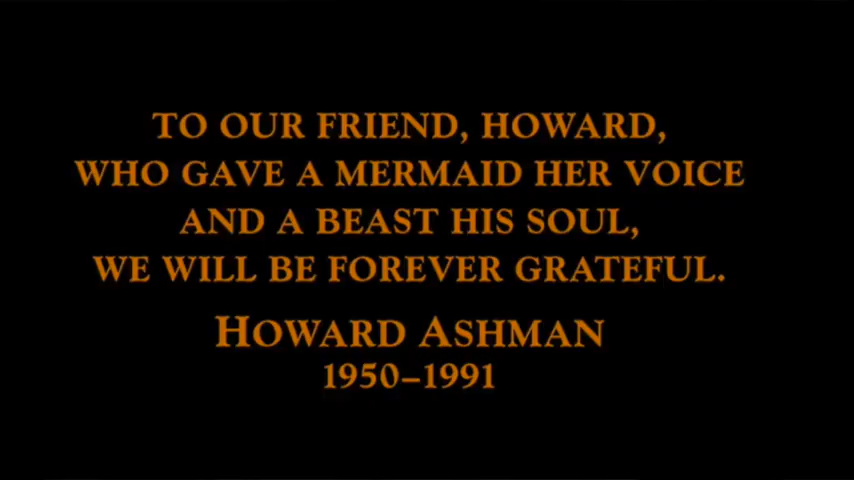 TO OUR FRIEND, HOWARD,
WHO GAVE A MERMAID HER VOICE
AND A BEAST HIS SOUL,
WE WILL BE FOREVER GRATEFUL.
HOWARD ASHMAN
1950–1991